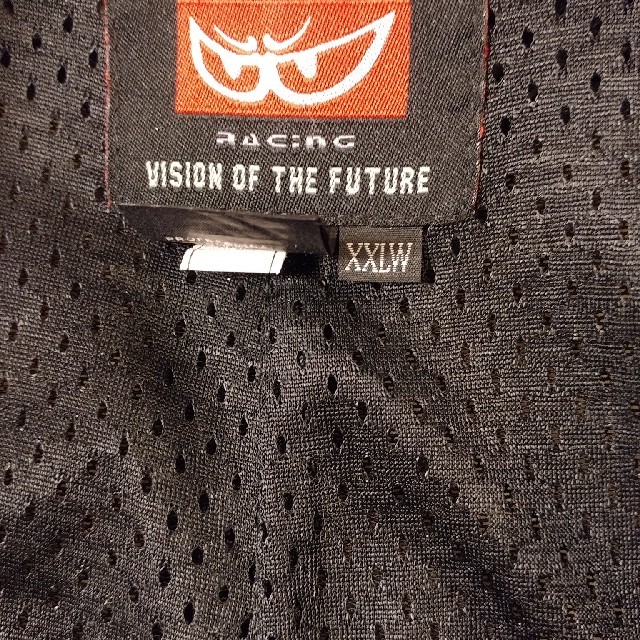 RACING
VISION OF THE FUTURE
XXLW